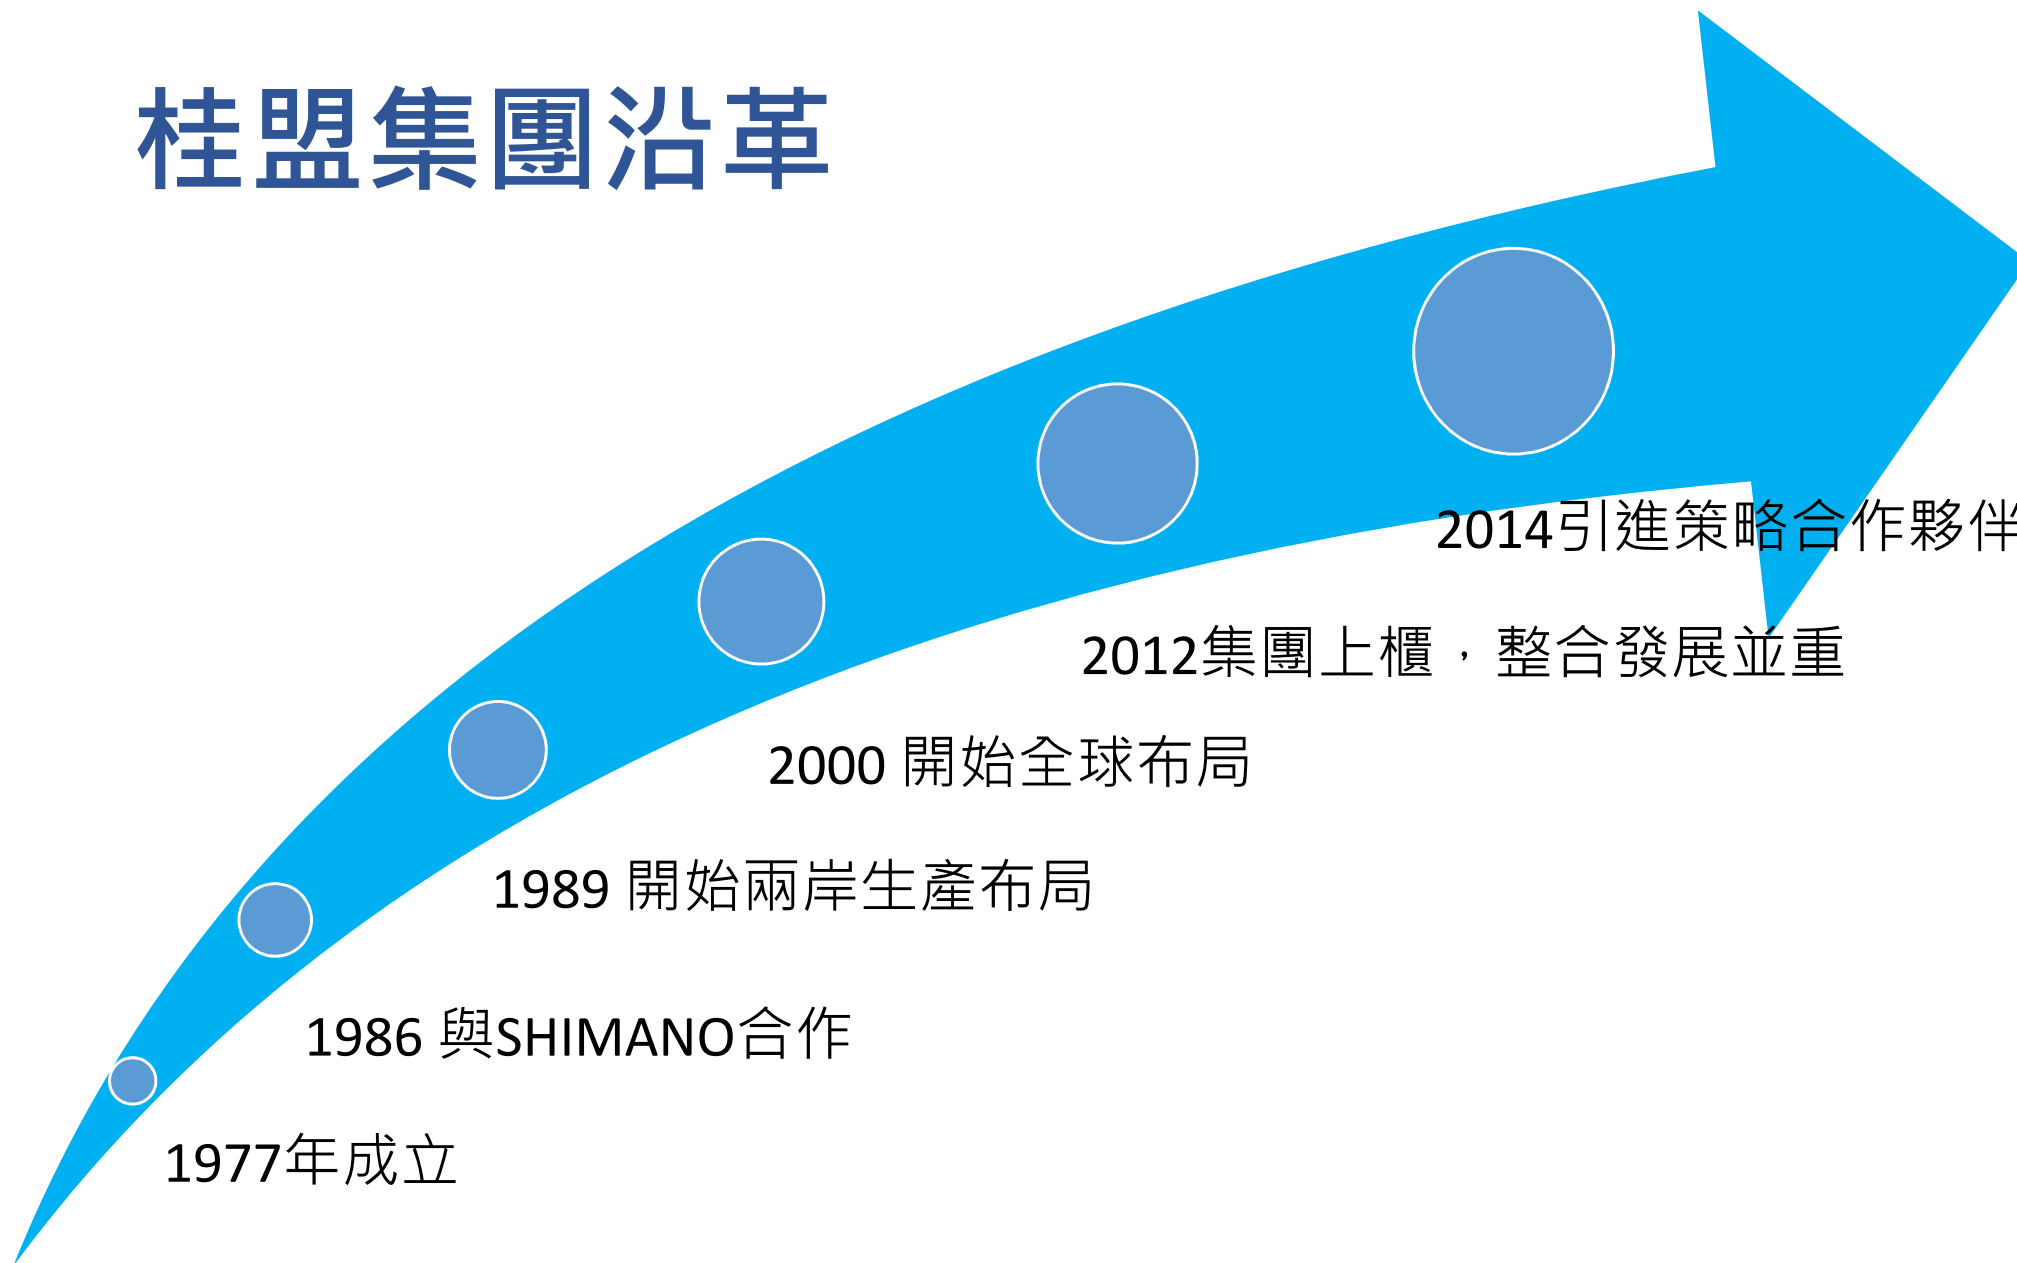 桂盟集團沿革
2014引進策略合作夥伴
2012集團上櫃，整合發展並重
2000 開始全球布局
1989 開始兩岸生產布局
1986 與SHIMANO合作
1977年成立